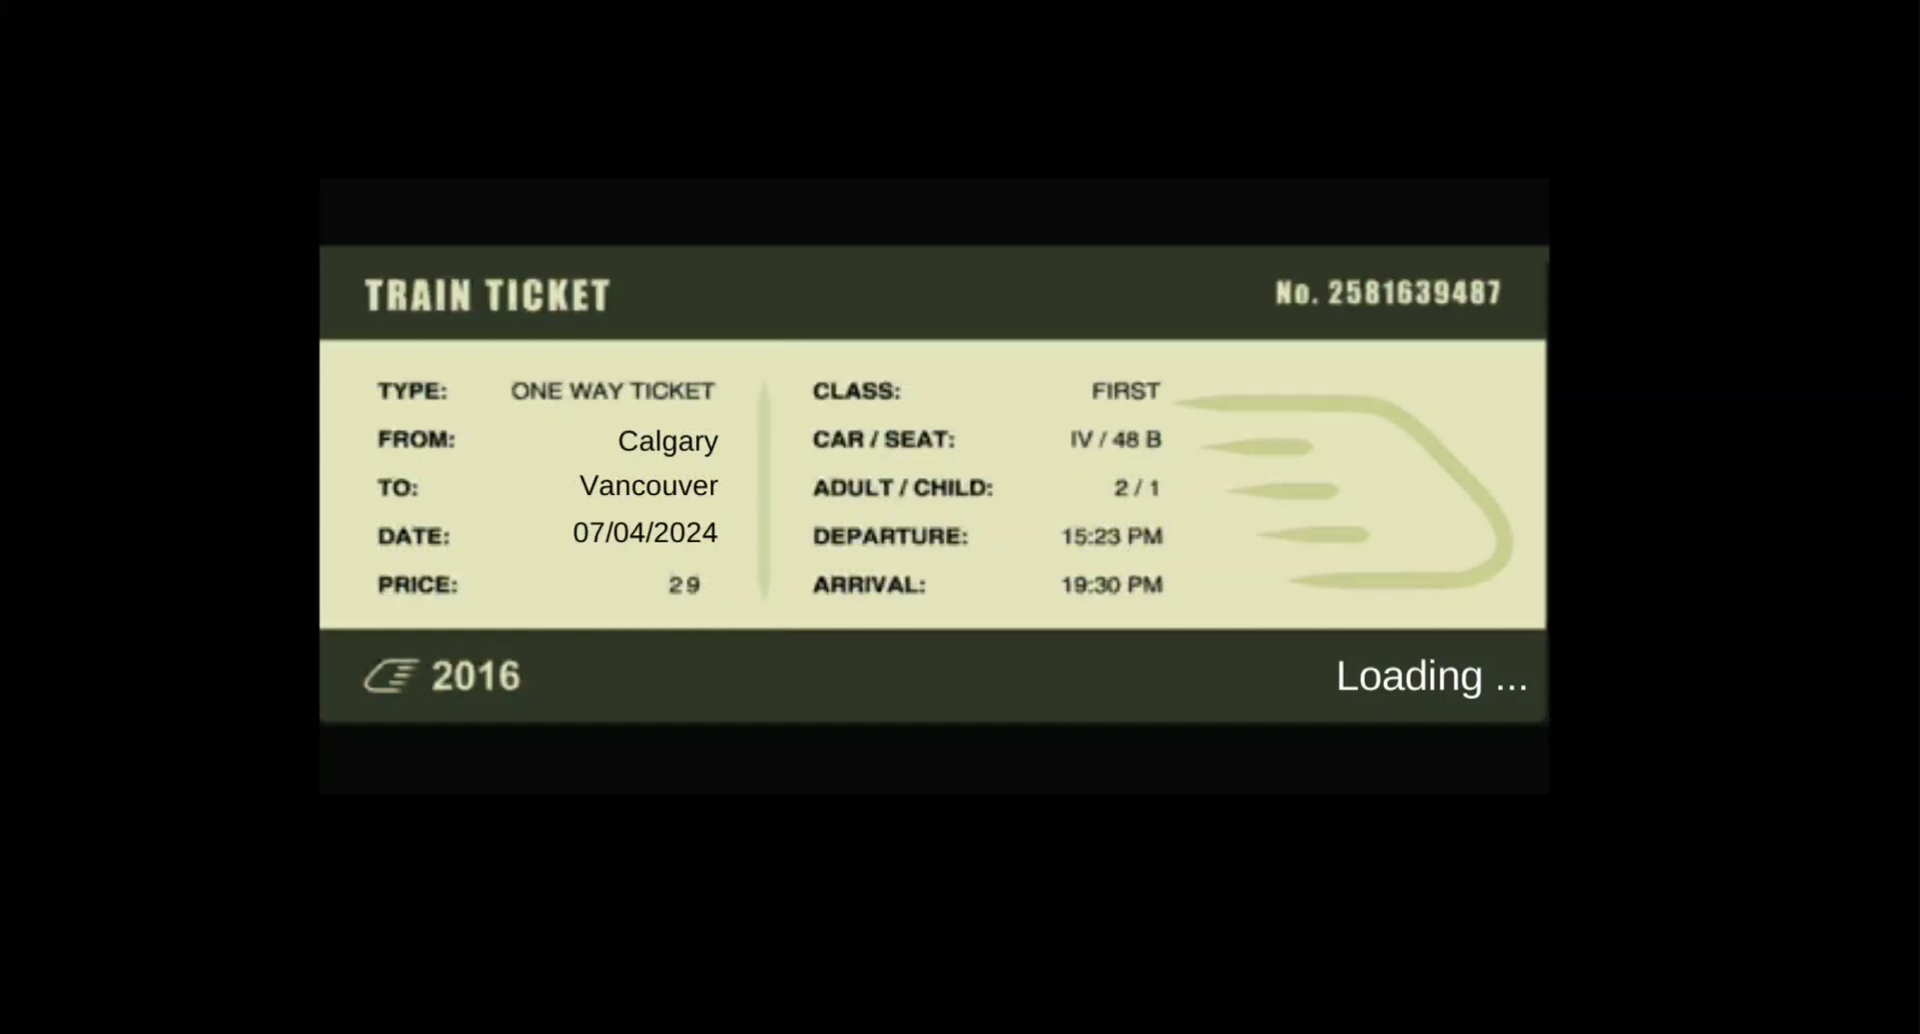 TRAIN TICKET No. 2581639487
TYPE: ONE WAY TICKET CLASS: FIRST
FROM: Calgary CAR / SEAT: IV / 48 B
TO: Vancouver ADULT / CHILD: 2 / 1
DATE: 07/04/2024 DEPARTURE: 15:23 PM
PRICE: 29 ARRIVAL: 19:30 PM
2016 Loading ...